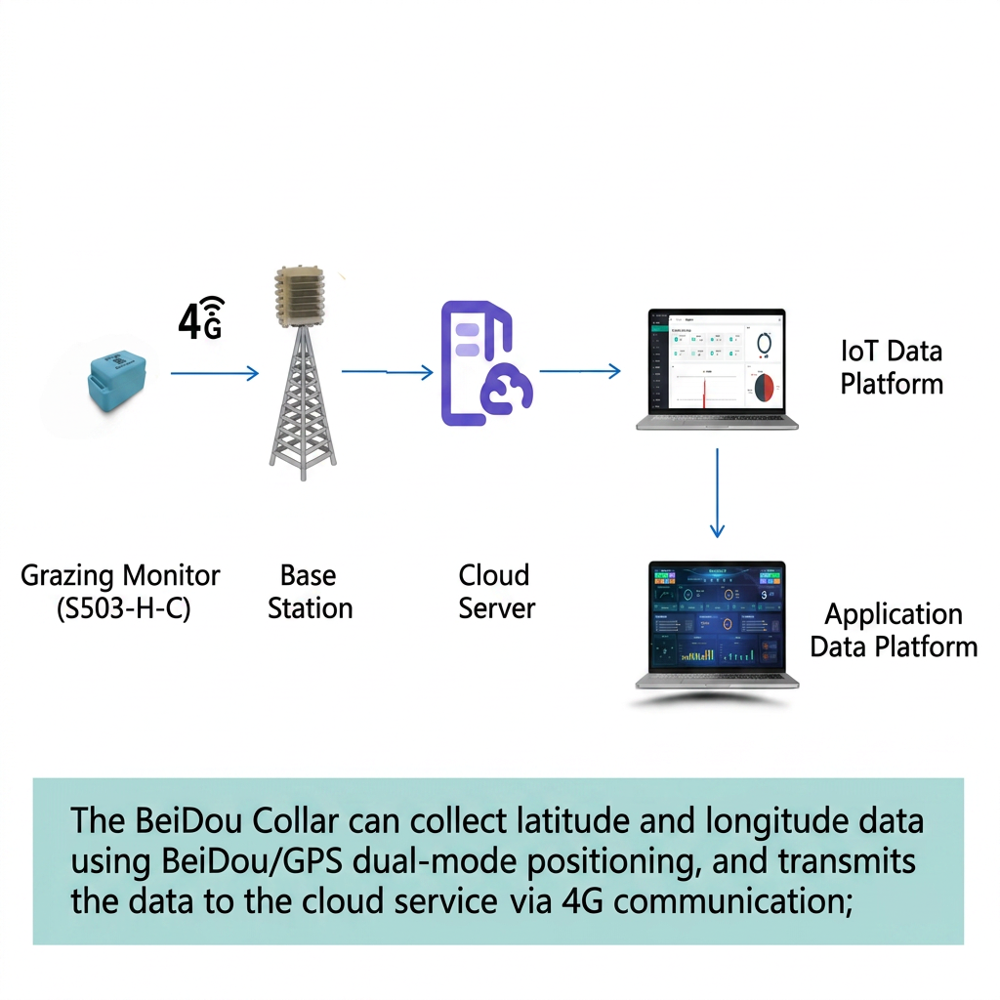 4G
Grazing Monitor
(S503-H-C)
Base
Station
Cloud
Server
IoT Data
Platform
Application
Data Platform
The BeiDou Collar can collect latitude and longitude data
using BeiDou/GPS dual-mode positioning, and transmits
the data to the cloud service via 4G communication;